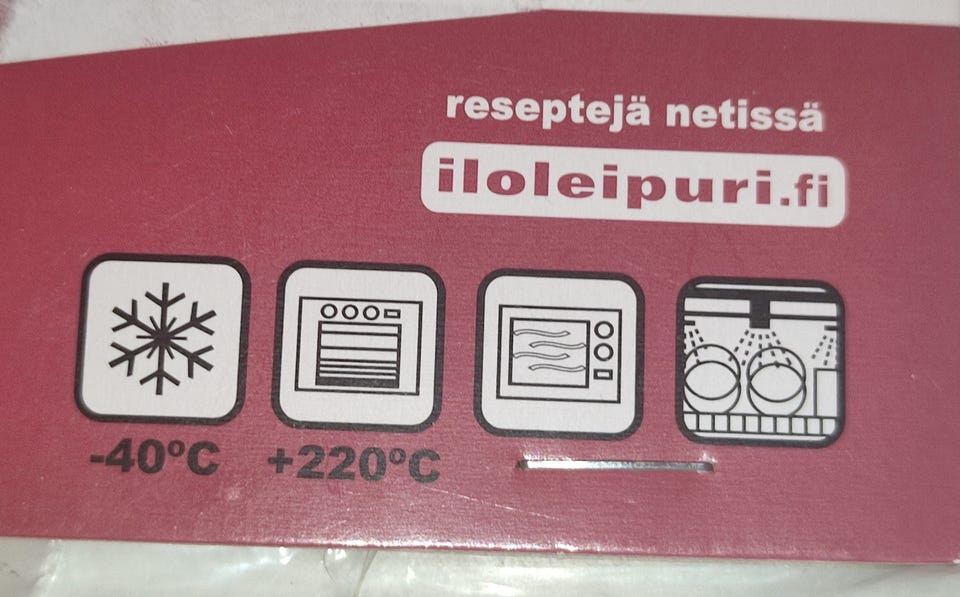 reseptejä netissä
iloleipuri.fi
-40°C +220°C